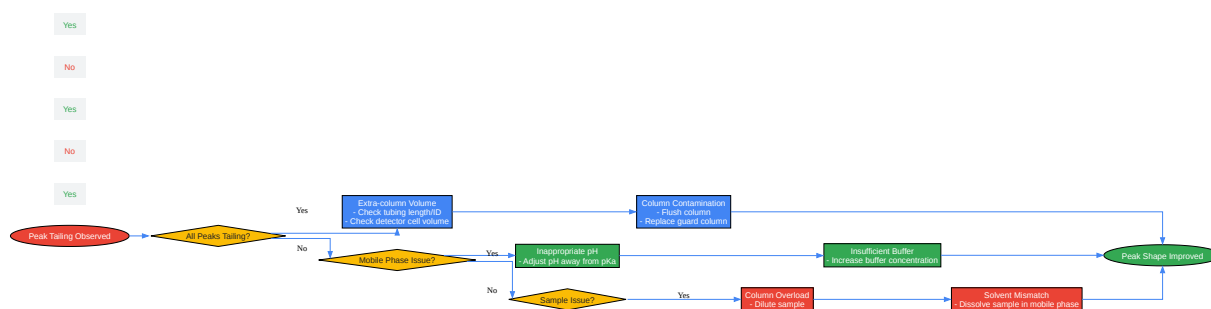 Yes
No
Yes
No
Yes
Peak Tailing Observed
All Peaks Tailing?
Yes
Extra-column Volume
- Check tubing length/ID
- Check detector cell volume
Column Contamination
- Flush column
- Replace guard column
No
Mobile Phase Issue?
Yes
Inappropriate pH
- Adjust pH away from pKa
Insufficient Buffer
- Increase buffer concentration
Peak Shape Improved
No
Sample Issue?
Yes
Column Overload
- Dilute sample
Solvent Mismatch
- Dissolve sample in mobile phase